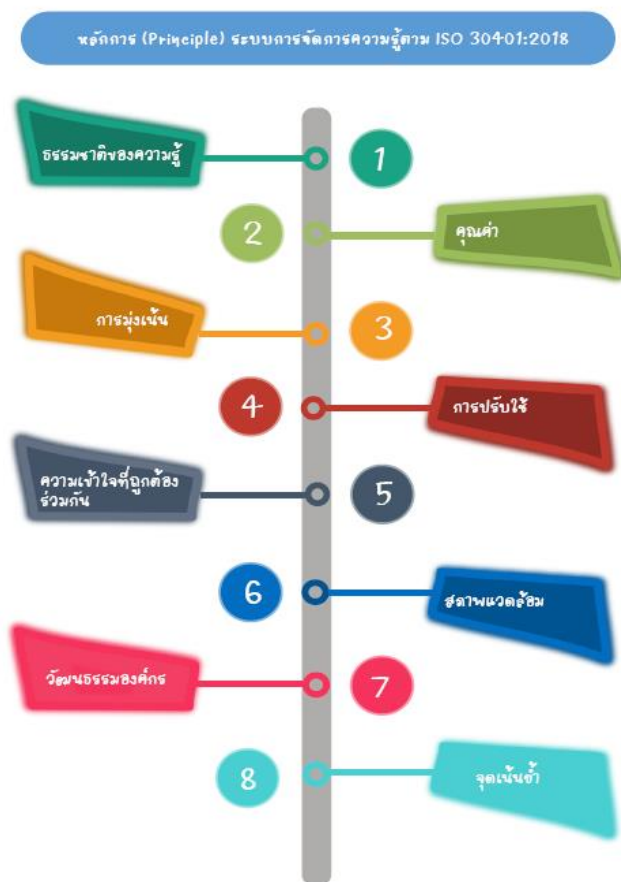 หลักการ (Principle) ระบบการจัดการความรู้ตาม ISO 30401:2018
ธรรมชาติของความรู้
1
2
คุณค่า
การมุ่งเน้น
3
4
การปรับใช้
ความเข้าใจที่ถูกต้อง
ร่วมกัน
5
6
สภาพแวดล้อม
วัฒนธรรมองค์กร
7
8
จุดเน้นซ้ำ